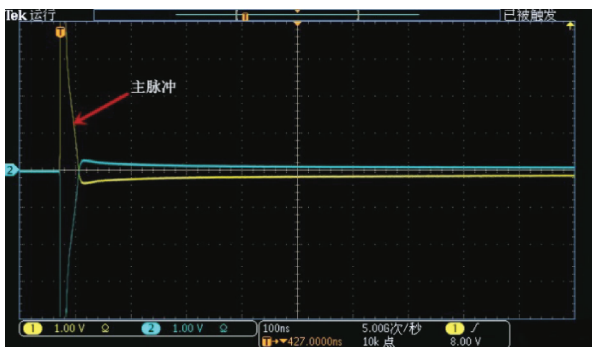 Tek 运行 T 已被触发
T
主脉冲
2
1 1.00 V Ω 2 1.00 V Ω 100ns 5.00G次/秒 1 ∫
T→▼427.0000ns 10k 点 8.00 V